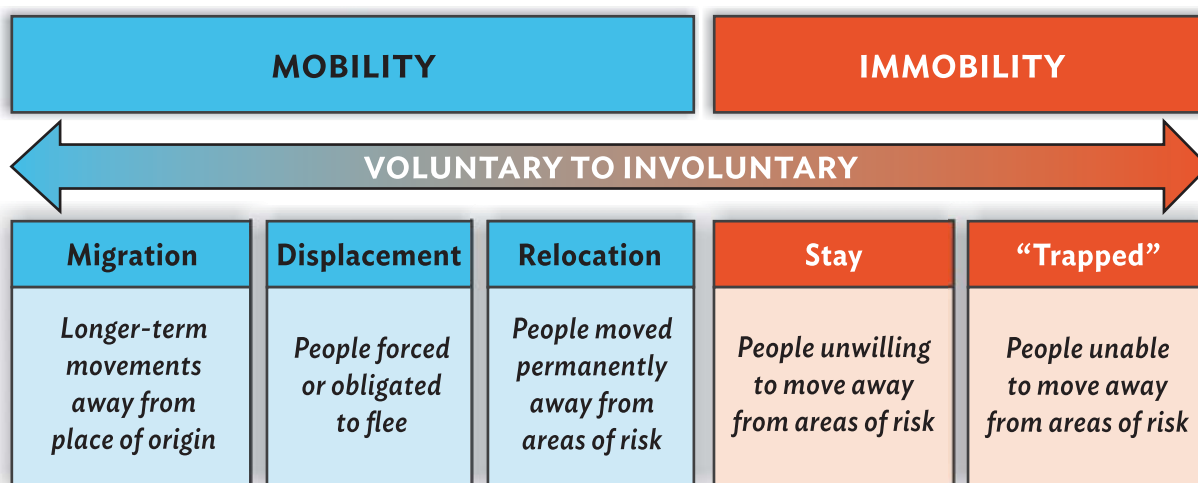 MOBILITY
IMMOBILITY
VOLUNTARY TO INVOLUNTARY
Migration
Longer-term
movements
away from
place of origin
Displacement
People forced
or obligated
to flee
Relocation
People moved
permanently
away from
areas of risk
Stay
People unwilling
to move away
from areas of risk
“Trapped”
People unable
to move away
from areas of risk